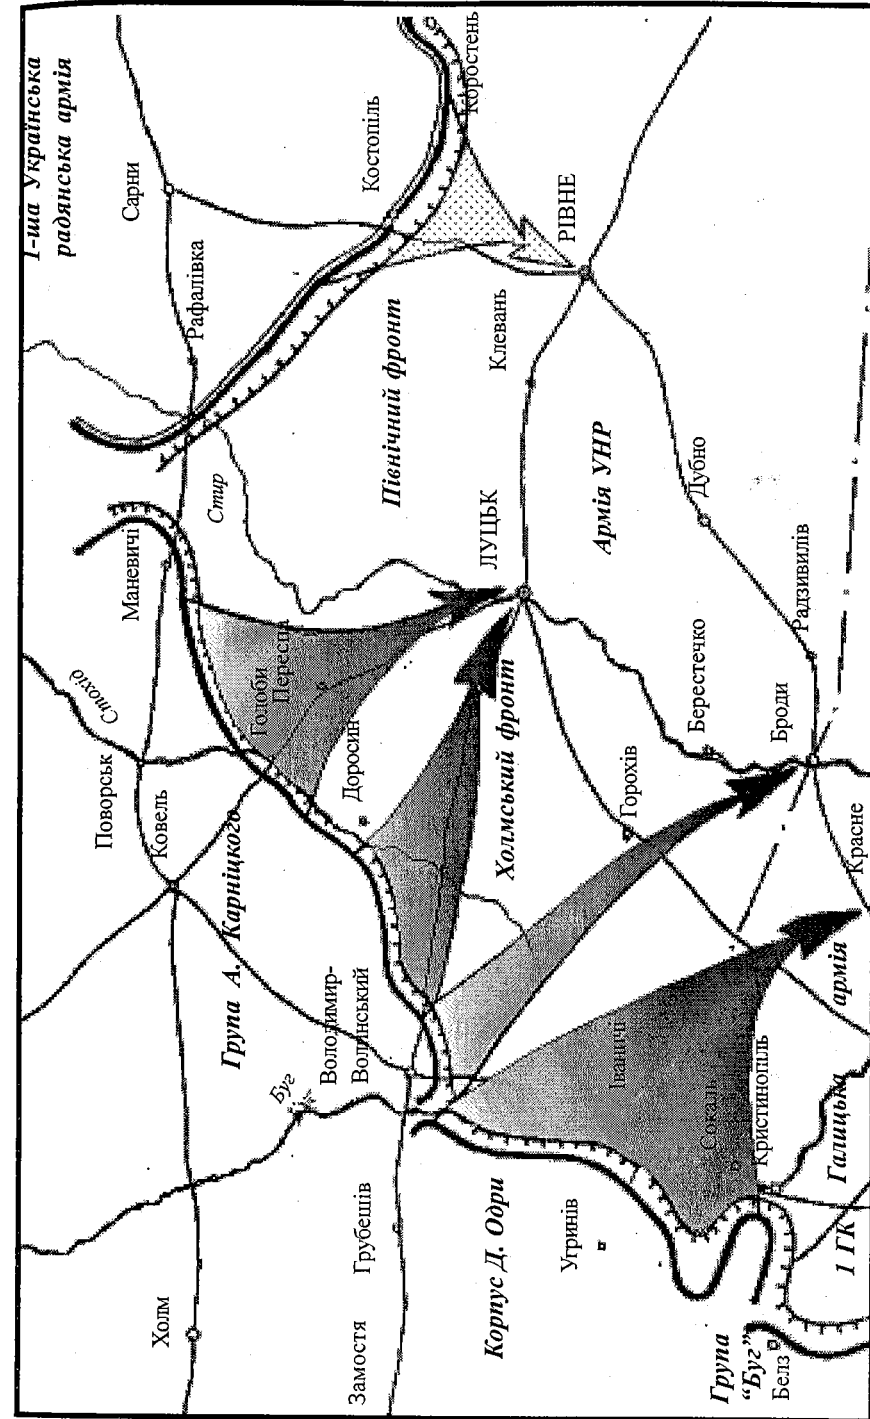 1-ша Українська
радянська армія
Стохід
Поворськ
Маневичі
Сарни
Холм
Ковель
Рафалівка
Стир
Група А. Карніцкого
Голоби
Переспа
Буг
Володимир-
Волинський
Замостя
Грубешів
Доросин
Костопіль
Північний фронт
Коростень
ЛУЦЬК
Корпус Д. Одри
Клевань
Холмський фронт
РІВНЕ
Угринів
Армія УНР
Іваничі
Горохів
Берестечко
Дубно
Сокаль
Група
“Буг”
Белз
Кристинопіль
Броди
Радзивилів
1 ГК
Галицька армія
Красне